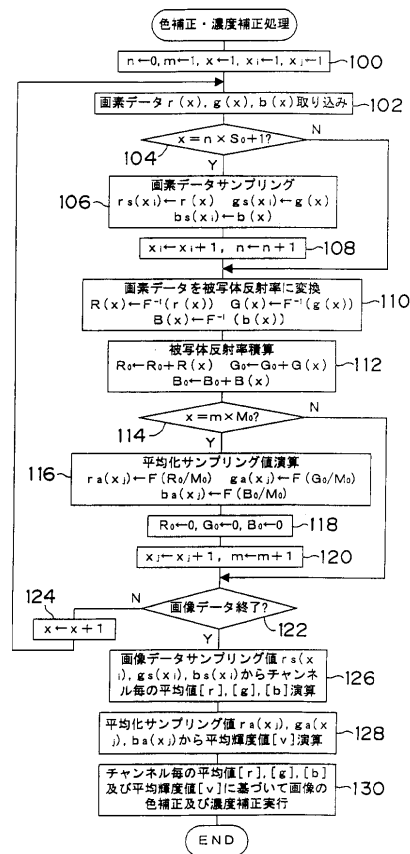 色補正・濃度補正処理
n←0, m←1, x←1, xi←1, xj←1
100
画素データr(x), g(x), b(x)取り込み
102
x=n×S₀+1?
N
104
Y
画素データサンプリング
rs(xi)←r(x) gs(xi)←g(x)
bs(xi)←b(x)
106
xi←xi+1, n←n+1
108
画素データを被写体反射率に変換
R(x)←F⁻¹(r(x)) G(x)←F⁻¹(g(x))
B(x)←F⁻¹(b(x))
110
被写体反射率積算
R₀←R₀+R(x) G₀←G₀+G(x)
B₀←B₀+B(x)
112
x=m×M₀?
N
114
Y
平均化サンプリング値演算
ra(xj)←F(R₀/M₀) ga(xj)←F(G₀/M₀)
ba(xj)←F(B₀/M₀)
116
R₀←0, G₀←0, B₀←0
118
xj←xj+1, m←m+1
120
124
N
画像データ終了?
122
x←x+1
Y
画像データサンプリング値rs(x
i), gs(xi), bs(xi)からチャンネ
ル毎の平均値[r], [g], [b]演算
126
平均化サンプリング値ra(xj), ga(x
j), ba(xj)から平均輝度値[v]演算
128
チャンネル毎の平均値[r], [g], [b]
及び平均輝度値[v]に基づいて画像の
色補正及び濃度補正実行
130
END